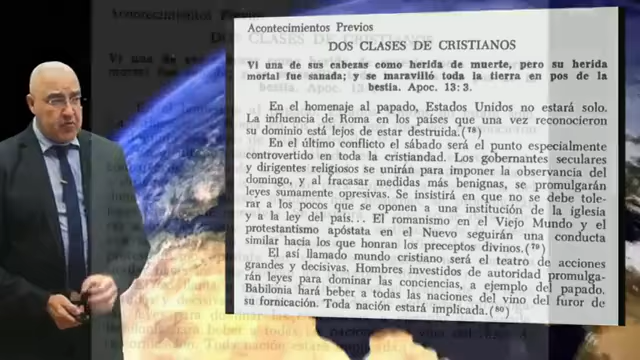 Acontecimientos Previos
DOS CLASES DE CRISTIANOS
Vi una de sus cabezas como herida de muerte, pero su herida
mortal fue sanada; y se maravilló toda la tierra en pos de la
bestia. Apoc. 13:3.
En el homenaje al papado, Estados Unidos no estará solo.
La influencia de Roma en los países que una vez reconocieron
su dominio está lejos de estar destruida.(78)
En el último conflicto el sábado será el punto especialmente
controvertido en toda la cristiandad. Los gobernantes seculares
y dirigentes religiosos se unirán para imponer la observancia del
domingo, y al fracasar medidas más benignas, se promulgarán
leyes sumamente opresivas. Se insistirá en que no se debe tole-
rar a los pocos que se oponen a una institución de la iglesia
y a la ley del país... El romanismo en el Viejo Mundo y el
protestantismo apóstata en el Nuevo seguirán una conducta
similar hacia los que honran los preceptos divinos.(79)
El así llamado mundo cristiano será el teatro de acciones
grandes y decisivas. Hombres investidos de autoridad promulga-
rán leyes para dominar las conciencias, a ejemplo del papado.
Babilonia hará beber a todas las naciones del vino del furor de
su fornicación. Toda nación estará implicada.(80)